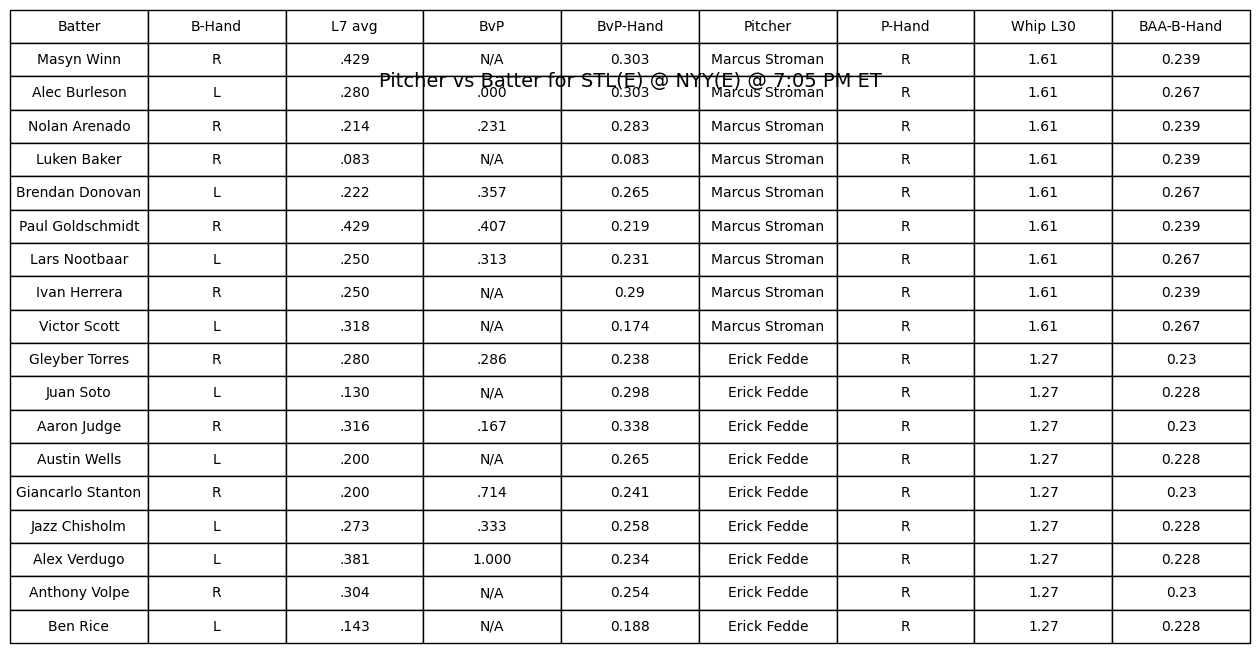 Batter B-Hand L7 avg BvP BvP-Hand Pitcher P-Hand Whip L30 BAA-B-Hand
Masyn Winn R .429 N/A 0.303 Marcus Stroman R 1.61 0.239
Pitcher vs Batter for STL(E) @ NYY(E) @ 7:05 PM ET
Alec Burleson L .280 .000 0.303 Marcus Stroman R 1.61 0.267
Nolan Arenado R .214 .231 0.283 Marcus Stroman R 1.61 0.239
Luken Baker R .083 N/A 0.083 Marcus Stroman R 1.61 0.239
Brendan Donovan L .222 .357 0.265 Marcus Stroman R 1.61 0.267
Paul Goldschmidt R .429 .407 0.219 Marcus Stroman R 1.61 0.239
Lars Nootbaar L .250 .313 0.231 Marcus Stroman R 1.61 0.267
Ivan Herrera R .250 N/A 0.29 Marcus Stroman R 1.61 0.239
Victor Scott L .318 N/A 0.174 Marcus Stroman R 1.61 0.267
Gleyber Torres R .280 .286 0.238 Erick Fedde R 1.27 0.23
Juan Soto L .130 N/A 0.298 Erick Fedde R 1.27 0.228
Aaron Judge R .316 .167 0.338 Erick Fedde R 1.27 0.23
Austin Wells L .200 N/A 0.265 Erick Fedde R 1.27 0.228
Giancarlo Stanton R .200 .714 0.241 Erick Fedde R 1.27 0.23
Jazz Chisholm L .273 .333 0.258 Erick Fedde R 1.27 0.228
Alex Verdugo L .381 1.000 0.234 Erick Fedde R 1.27 0.228
Anthony Volpe R .304 N/A 0.254 Erick Fedde R 1.27 0.23
Ben Rice L .143 N/A 0.188 Erick Fedde R 1.27 0.228